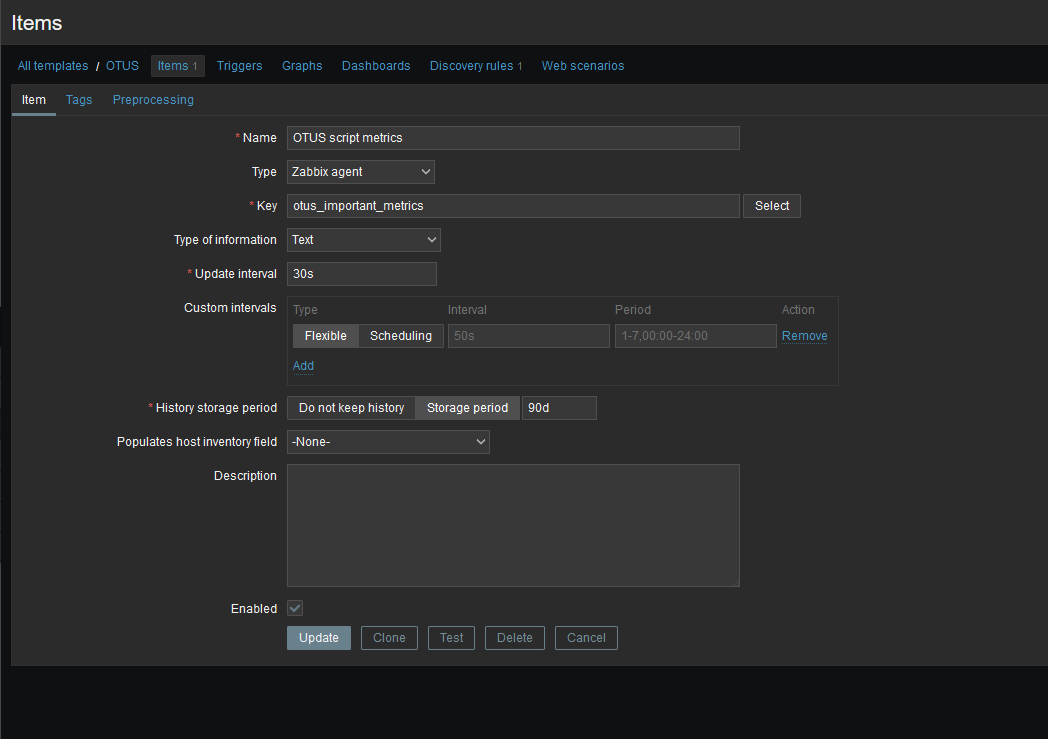 Items
All templates / OTUS Items 1 Triggers Graphs Dashboards Discovery rules 1 Web scenarios
Item Tags Preprocessing
* Name OTUS script metrics
Type Zabbix agent
* Key otus_important_metrics Select
Type of information Text
* Update interval 30s
Custom intervals Type Interval Period Action
Flexible Scheduling 50s 1-7,00:00-24:00 Remove
Add
* History storage period Do not keep history Storage period 90d
Populates host inventory field -None-
Description
Enabled
Update Clone Test Delete Cancel